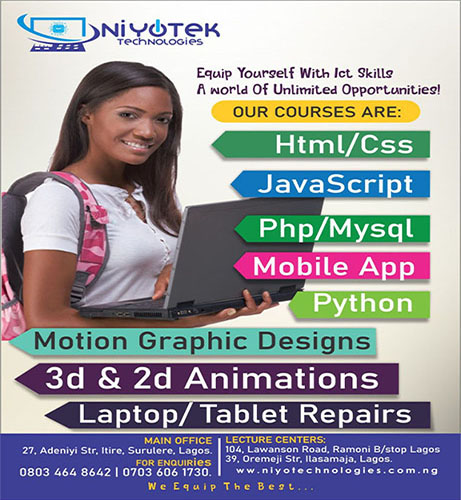 NiYOTEK
TECHNOLOGIES
Equip Yourself With Ict Skills
A World Of Unlimited Opportunities!
OUR COURSES ARE:
Html/Css
JavaScript
Php/Mysql
Mobile App
Python
Motion Graphic Designs
3d & 2d Animations
Laptop/ Tablet Repairs
MAIN OFFICE
27, Adeniyi Str, Itire, Surulere, Lagos.
FOR ENQUIRIES
0803 464 8642 | 0703 606 1730.
LECTURE CENTERS:
104, Lawanson Road, Ramoni B/stop Lagos
39, Oremeji Str, Ilasamaja, Lagos.
www.niyotechnologies.com.ng
We Equip The Best...